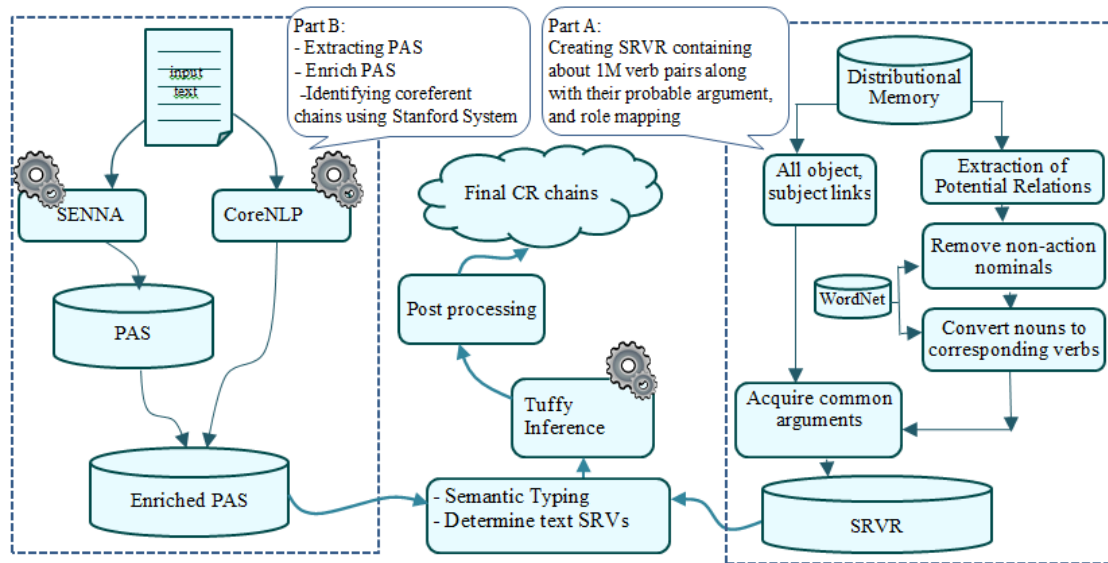 Part B:
- Extracting PAS
- Enrich PAS
-Identifying coreferent
chains using Stanford System
Part A:
Creating SRVR containing
about 1M verb pairs along
with their probable argument,
and role mapping
input
text
SENNA
CoreNLP
PAS
Enriched PAS
Final CR chains
Post processing
Tuffy
Inference
- Semantic Typing
- Determine text SRVs
Distributional
Memory
All object,
subject links
Extraction of
Potential Relations
Remove non-action
nominals
WordNet
Convert nouns to
corresponding verbs
Acquire common
arguments
SRVR